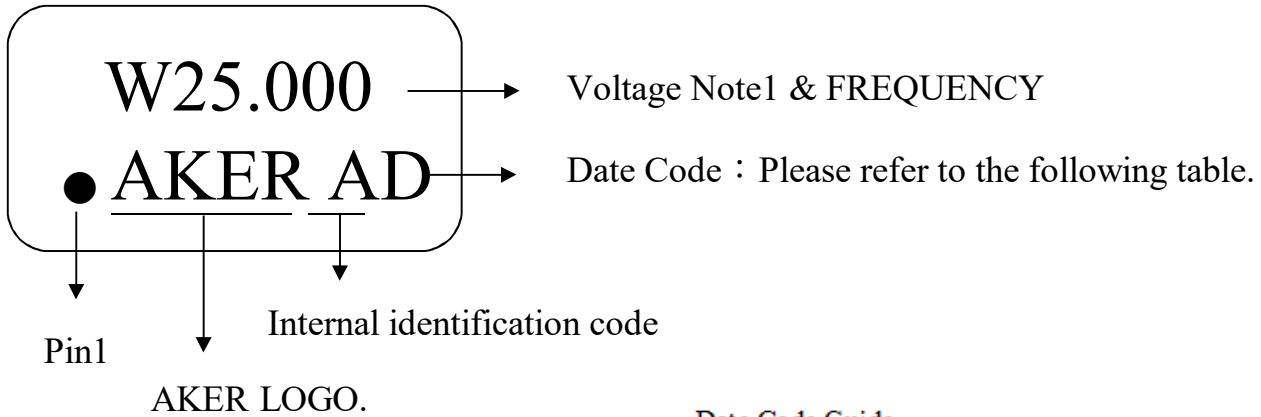 W25.000
Voltage Note1 & FREQUENCY
● AKER AD
Date Code：Please refer to the following table.
Internal identification code
Pin1
AKER LOGO.
Date Code Guide